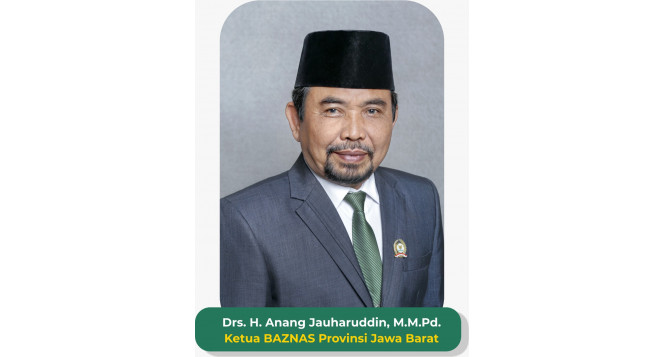 Drs. H. Anang Jauharuddin, M.M.Pd.
Ketua BAZNAS Provinsi Jawa Barat